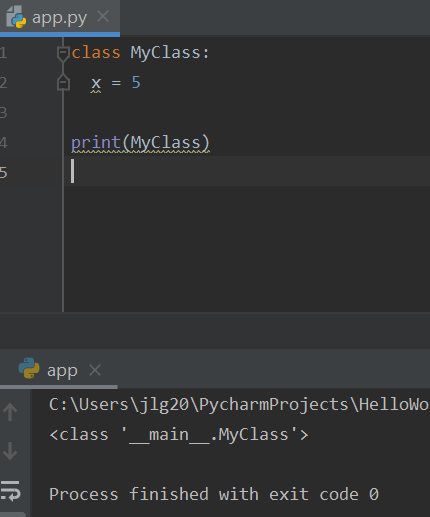 app.py
1 class MyClass:
2 x = 5
3
4 print(MyClass)
5
app
C:\Users\jlg20\PycharmProjects\HelloWo
<class '__main__.MyClass'>
Process finished with exit code 0